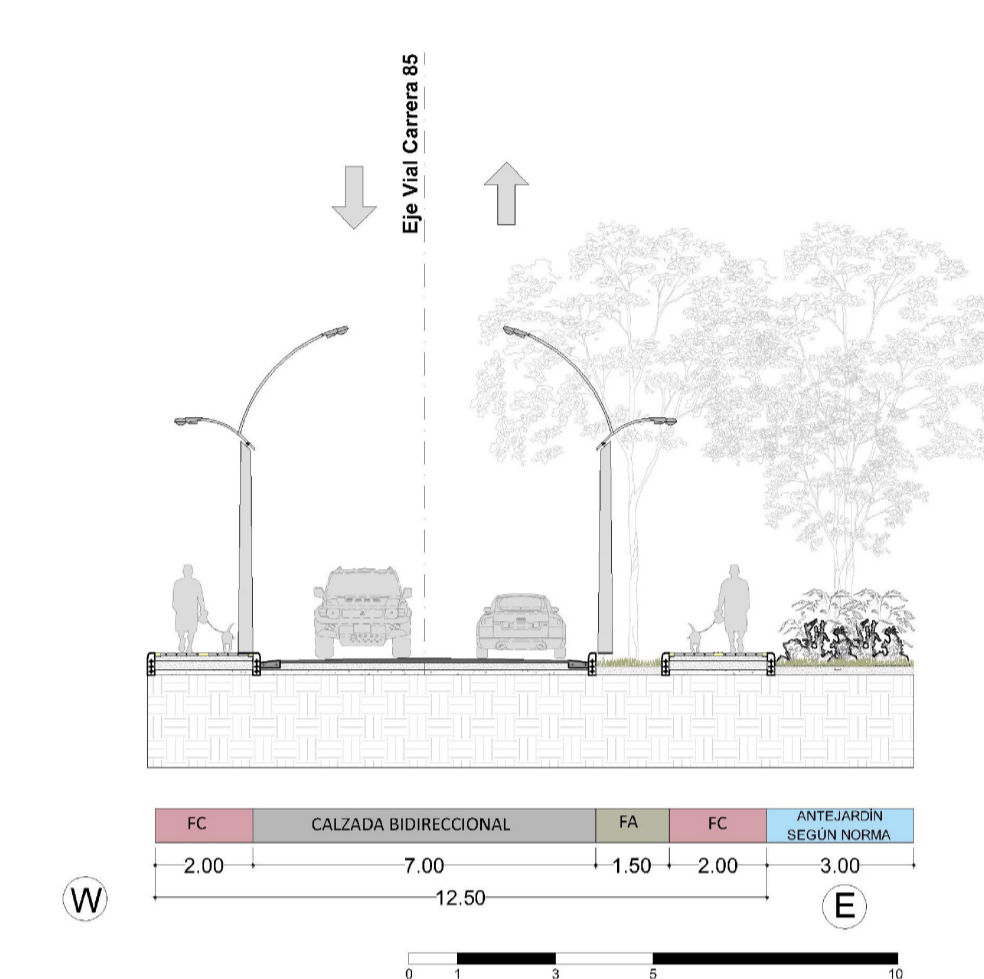 Eje Vial Carrera 85
FC
CALZADA BIDIRECCIONAL
FA
FC
ANTEJARDÍN
SEGÚN NORMA
2.00
7.00
1.50
2.00
3.00
12.50
W
E
0 1 3 5 10